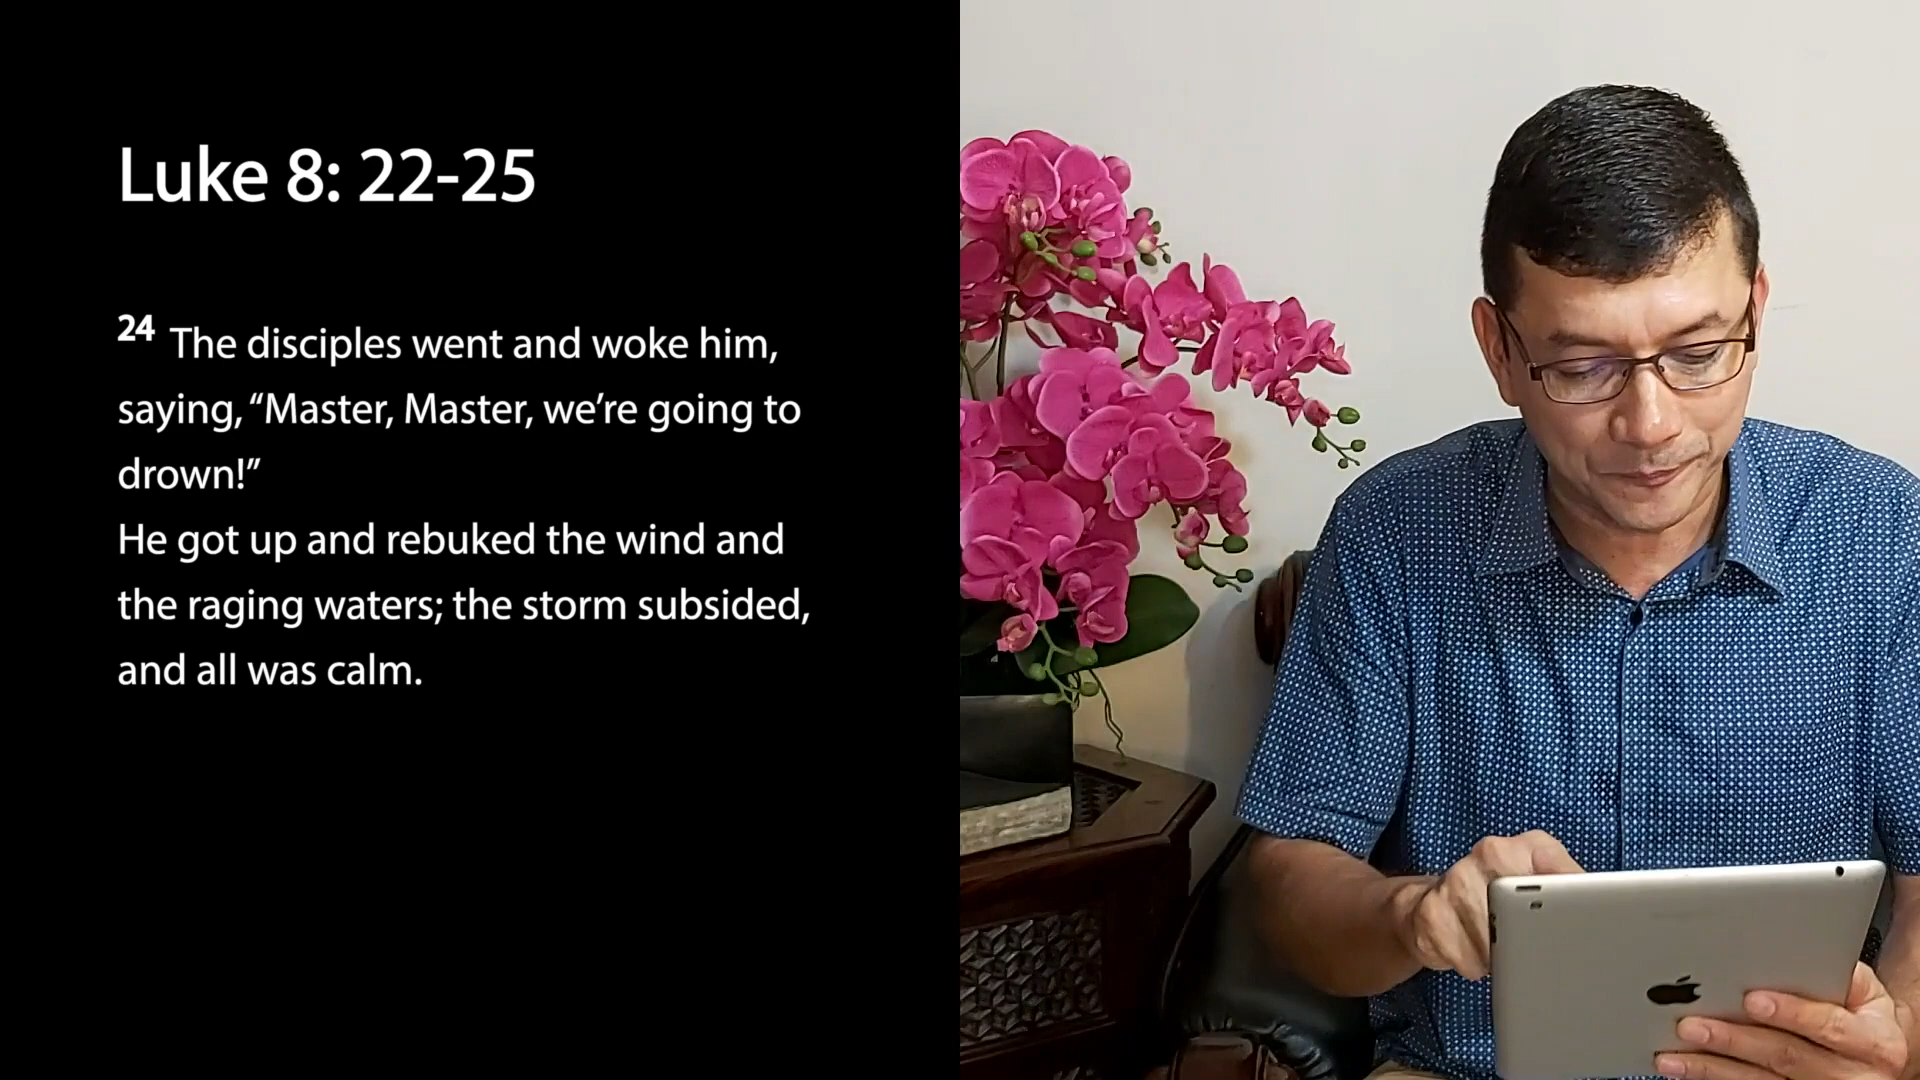 Luke 8: 22-25
24 The disciples went and woke him,
saying, “Master, Master, we’re going to
drown!”
He got up and rebuked the wind and
the raging waters; the storm subsided,
and all was calm.